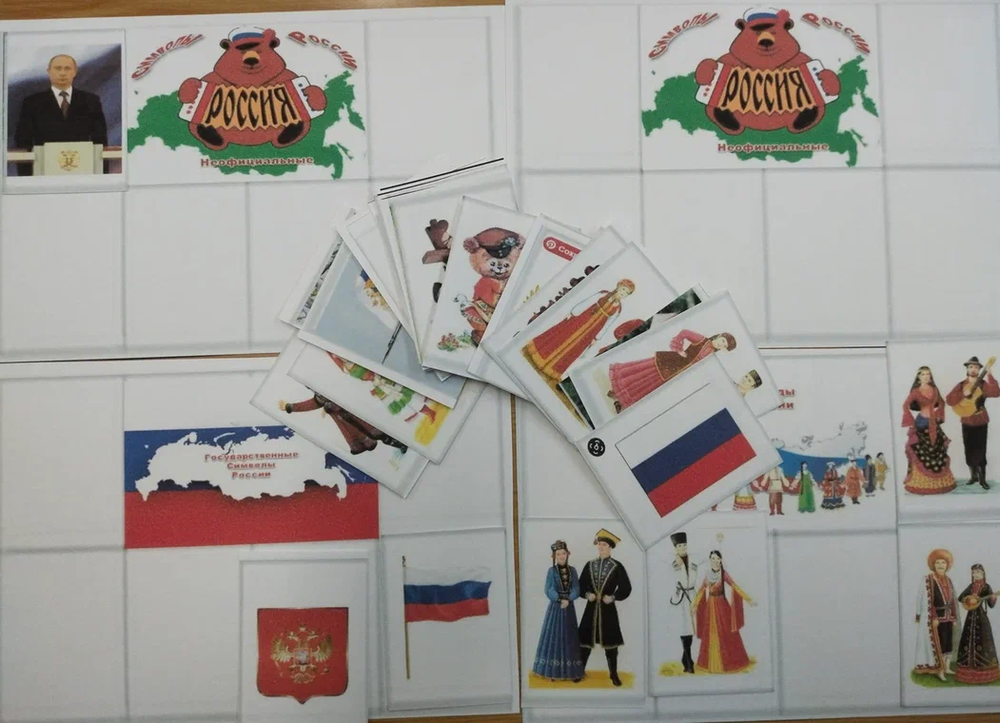 Символы России
РОССИЯ
Неофициальные
Символы России
РОССИЯ
Неофициальные
Государственные
Символы
России